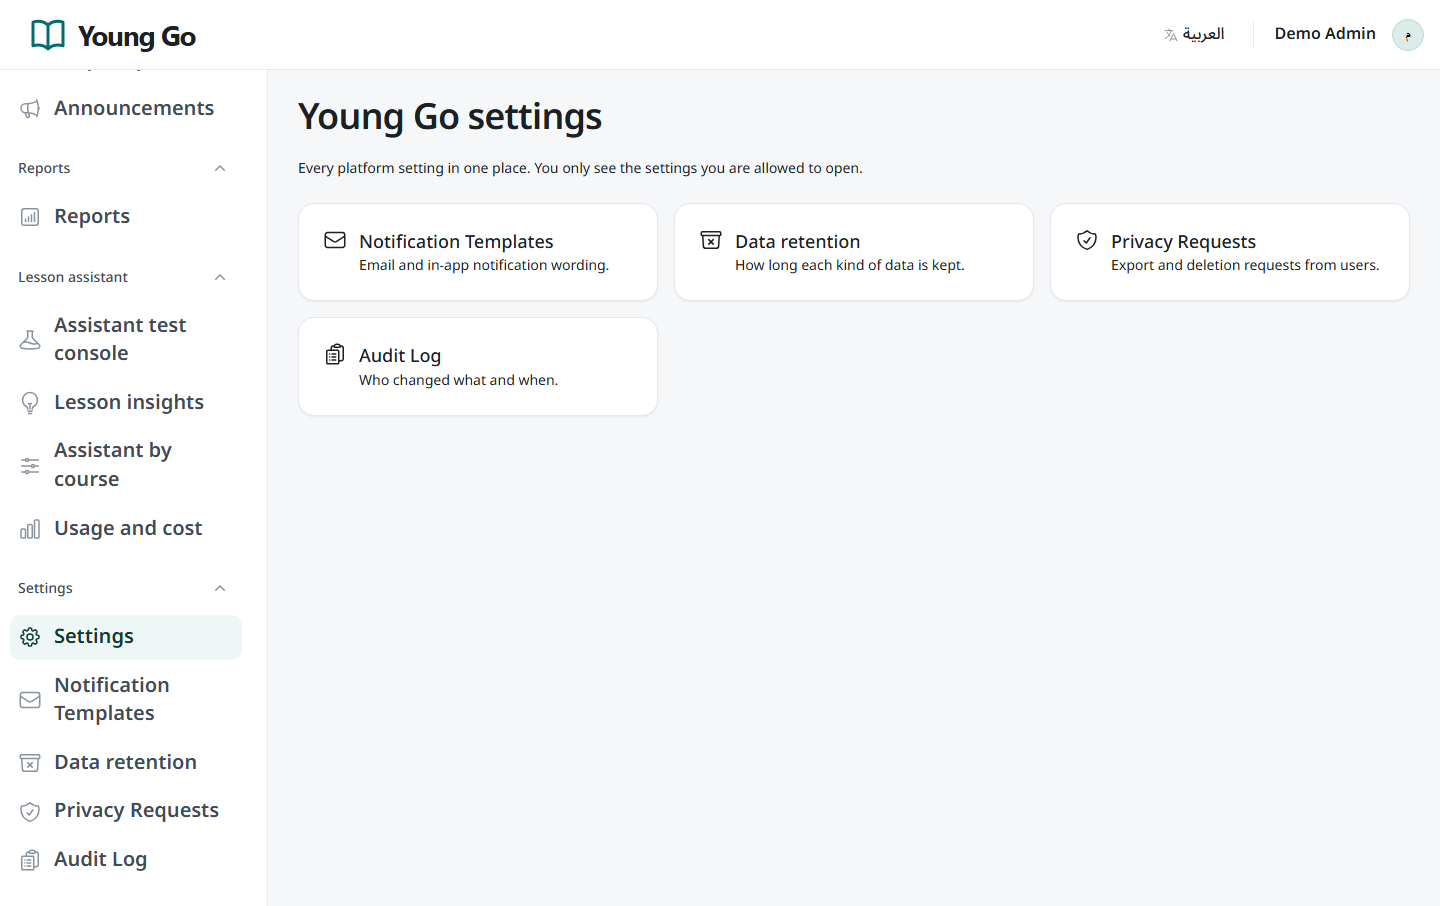 Young Go
العربية
Demo Admin
م
Announcements
Reports
Reports
Lesson assistant
Assistant test
console
Lesson insights
Assistant by
course
Usage and cost
Settings
Settings
Notification
Templates
Data retention
Privacy Requests
Audit Log
Young Go settings
Every platform setting in one place. You only see the settings you are allowed to open.
Notification Templates
Email and in-app notification wording.
Data retention
How long each kind of data is kept.
Privacy Requests
Export and deletion requests from users.
Audit Log
Who changed what and when.